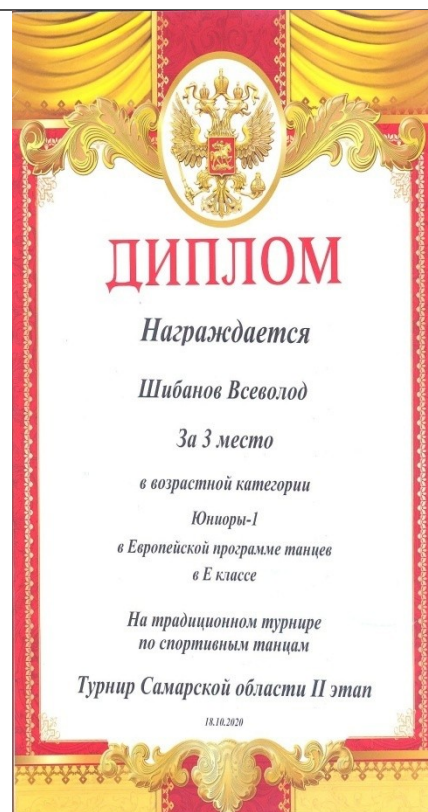 ДИПЛОМ
Награждается
Шибанов Всеволод
За 3 место
в возрастной категории
Юниоры-1
в Европейской программе танцев
в Е классе
На традиционном турнире
по спортивным танцам
Турнир Самарской области II этап
18.10.2020